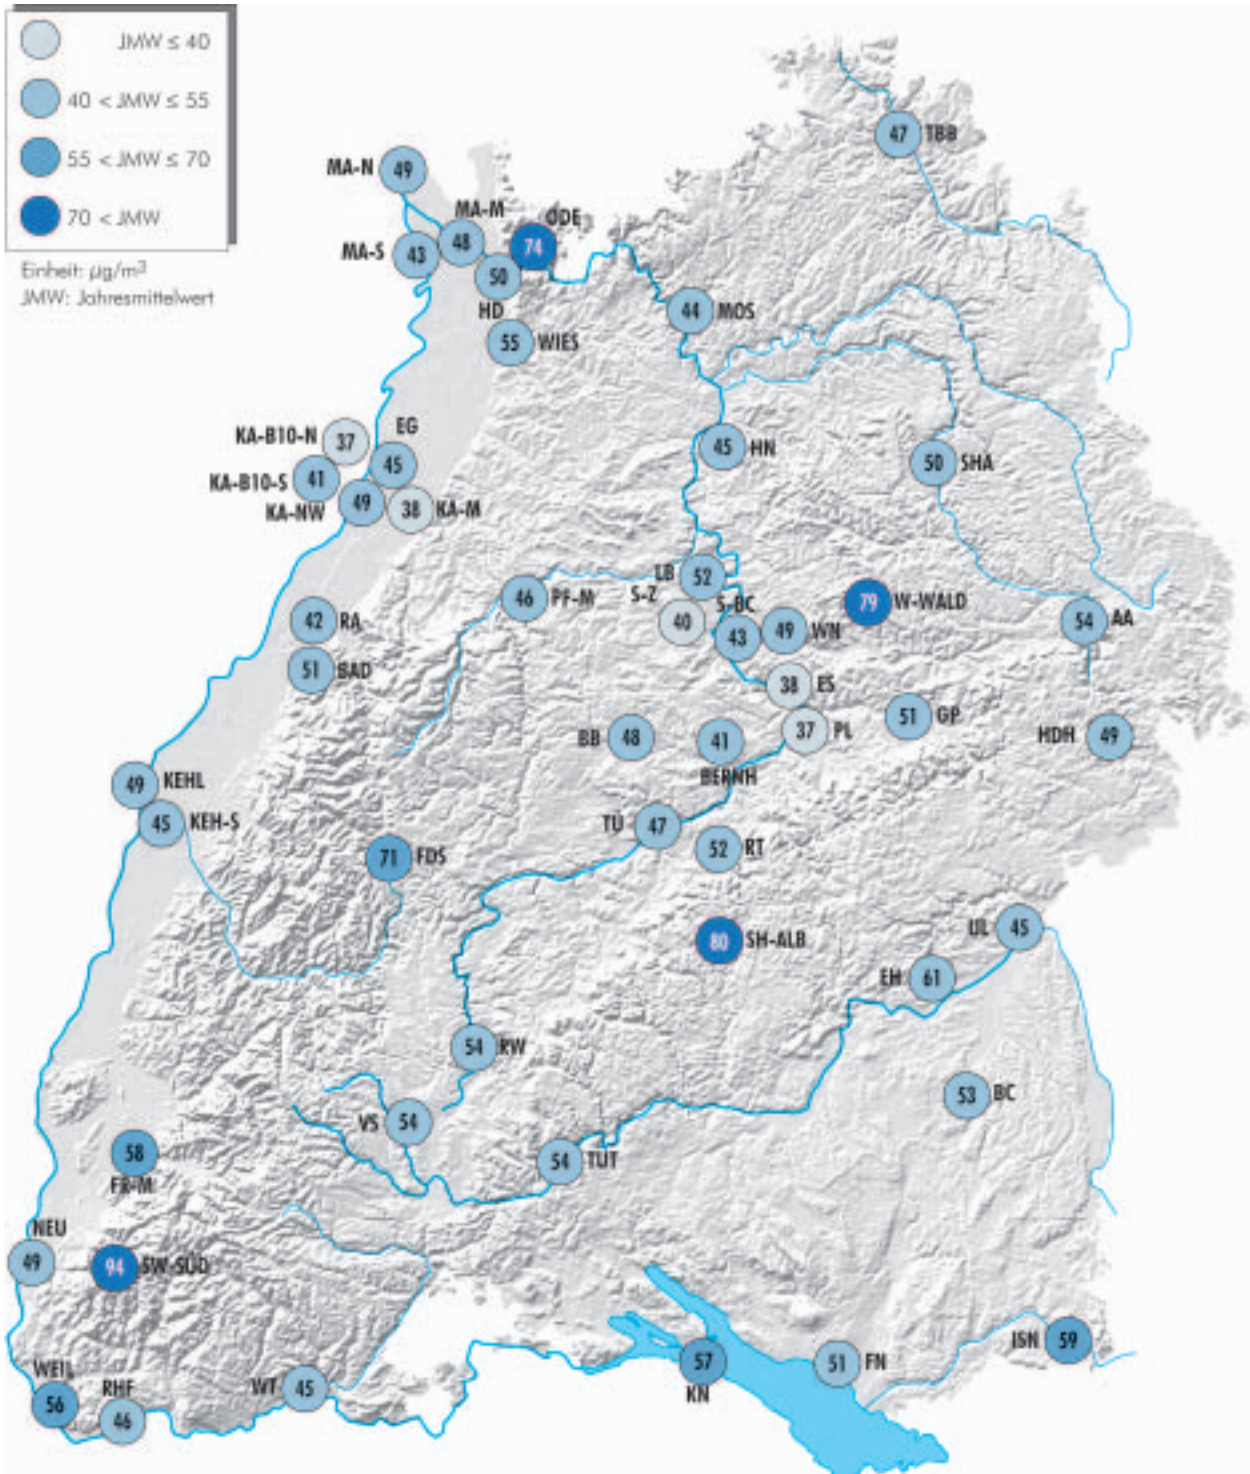 JMW ≤ 40
40 < JMW ≤ 55
55 < JMW ≤ 70
70 < JMW
Einheit: µg/m³
JMW: Jahresmittelwert
47 TBB
MA-N 49
MA-M 48
ODE 74
MA-S 43
50 HD
44 MOS
55 WIES
KA-B10-N 37
EG 45
45 HN
50 SHA
KA-B10-S 41
KA-NW 49
38 KA-M
LB 52
46 PF-M
S-Z 40
S-BC 43
49 WN
79 W-WALD
54 AA
42 RA
51 BAD
38 ES
37 PL
51 GP
HDH 49
BB 48
41 BERNH
49 KEHL
45 KEH-S
TÜ 47
52 RT
71 FDS
80 SH-ALB
UL 45
EH 61
54 RW
53 BC
VS 54
54 TUT
58 FR-M
NEU 49
94 SW-SÜD
ISN 59
57 KN
51 FN
WEIL 56
RHF 46
WT 45